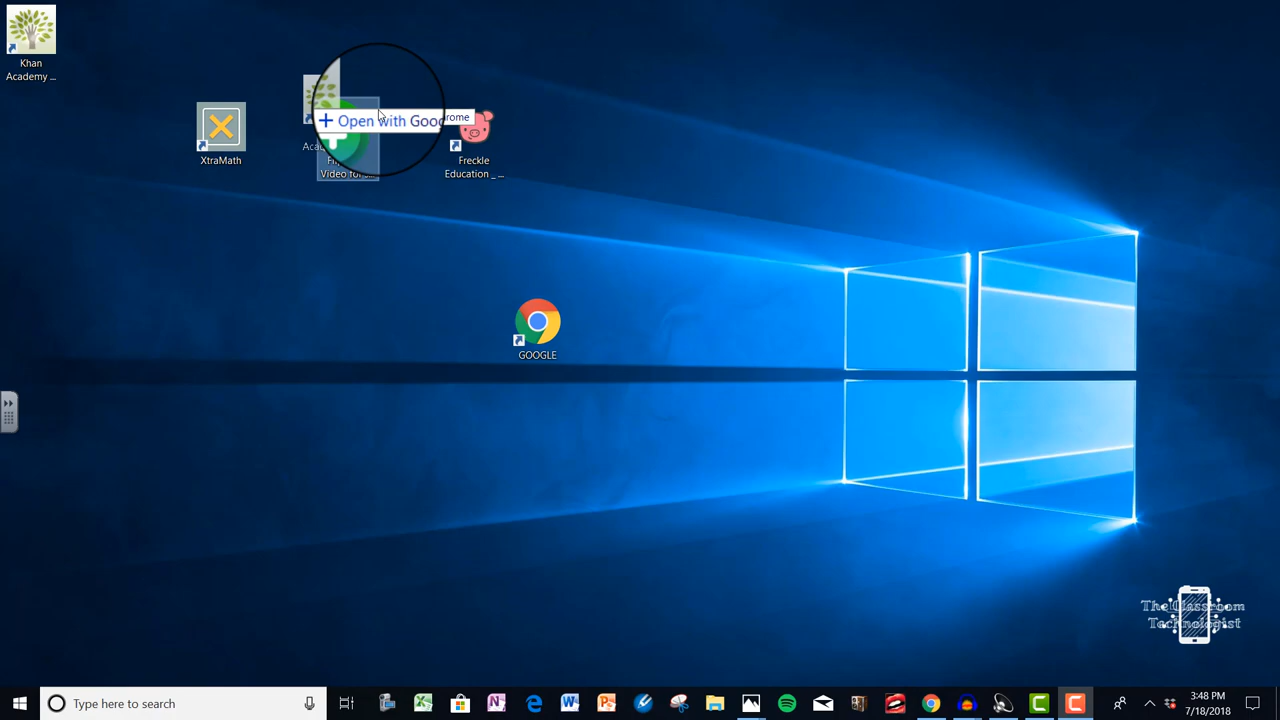 Khan
Academy ...
XtraMath
Open with Goog
rome
Video for...
Freckle
Education _ ...
GOOGLE
The Classroom
Technologist
Type here to search
3:48 PM
7/18/2018